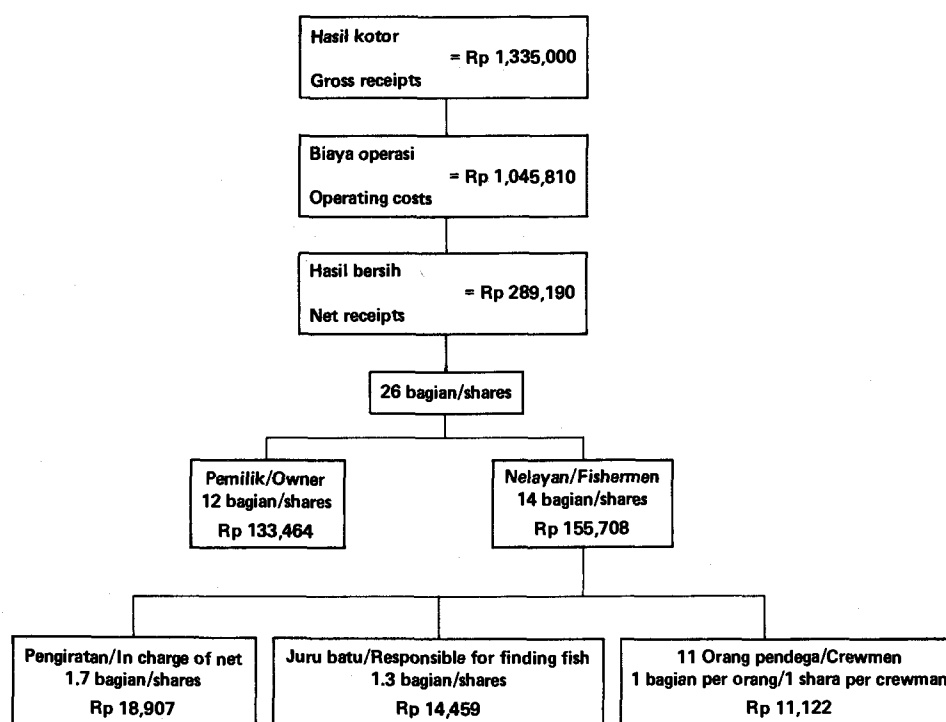 Hasil kotor
= Rp 1,335,000
Gross receipts
Biaya operasi
= Rp 1,045,810
Operating costs
Hasil bersih
= Rp 289,190
Net receipts
26 bagian/shares
Pemilik/Owner
12 bagian/shares
Rp 133,464
Nelayan/Fishermen
14 bagian/shares
Rp 155,708
Pengiratan/In charge of net
1.7 bagian/shares
Rp 18,907
Juru batu/Responsible for finding fish
1.3 bagian/shares
Rp 14,459
11 Orang pendega/Crewmen
1 bagian per orang/1 shara per crewman
Rp 11,122